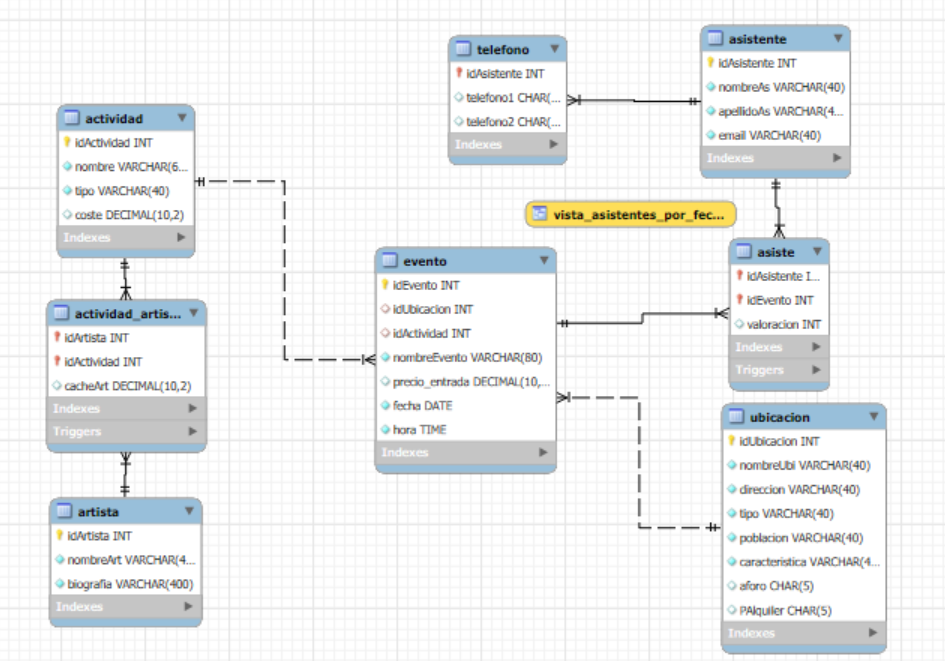 telefono
idAsistente INT
telefono1 CHAR(...
telefono2 CHAR(...
Indexes
asistente
idAsistente INT
nombreAs VARCHAR(40)
apellidoAs VARCHAR(4...
email VARCHAR(40)
Indexes
actividad
idActividad INT
nombre VARCHAR(6...
tipo VARCHAR(40)
coste DECIMAL(10,2)
Indexes
vista_asistentes_por_fec...
evento
idEvento INT
idUbicacion INT
idActividad INT
nombreEvento VARCHAR(80)
precio_entrada DECIMAL(10,...
fecha DATE
hora TIME
Indexes
asiste
idAsistente I...
idEvento INT
valoracion INT
Indexes
Triggers
actividad_artis...
idArtista INT
idActividad INT
cacheArt DECIMAL(10,2)
Indexes
Triggers
ubicacion
idUbicacion INT
nombreUbi VARCHAR(40)
direccion VARCHAR(40)
tipo VARCHAR(40)
poblacion VARCHAR(40)
caracteristica VARCHAR(4...
aforo CHAR(5)
PAlquiler CHAR(5)
Indexes
artista
idArtista INT
nombreArt VARCHAR(4...
biografia VARCHAR(400)
Indexes